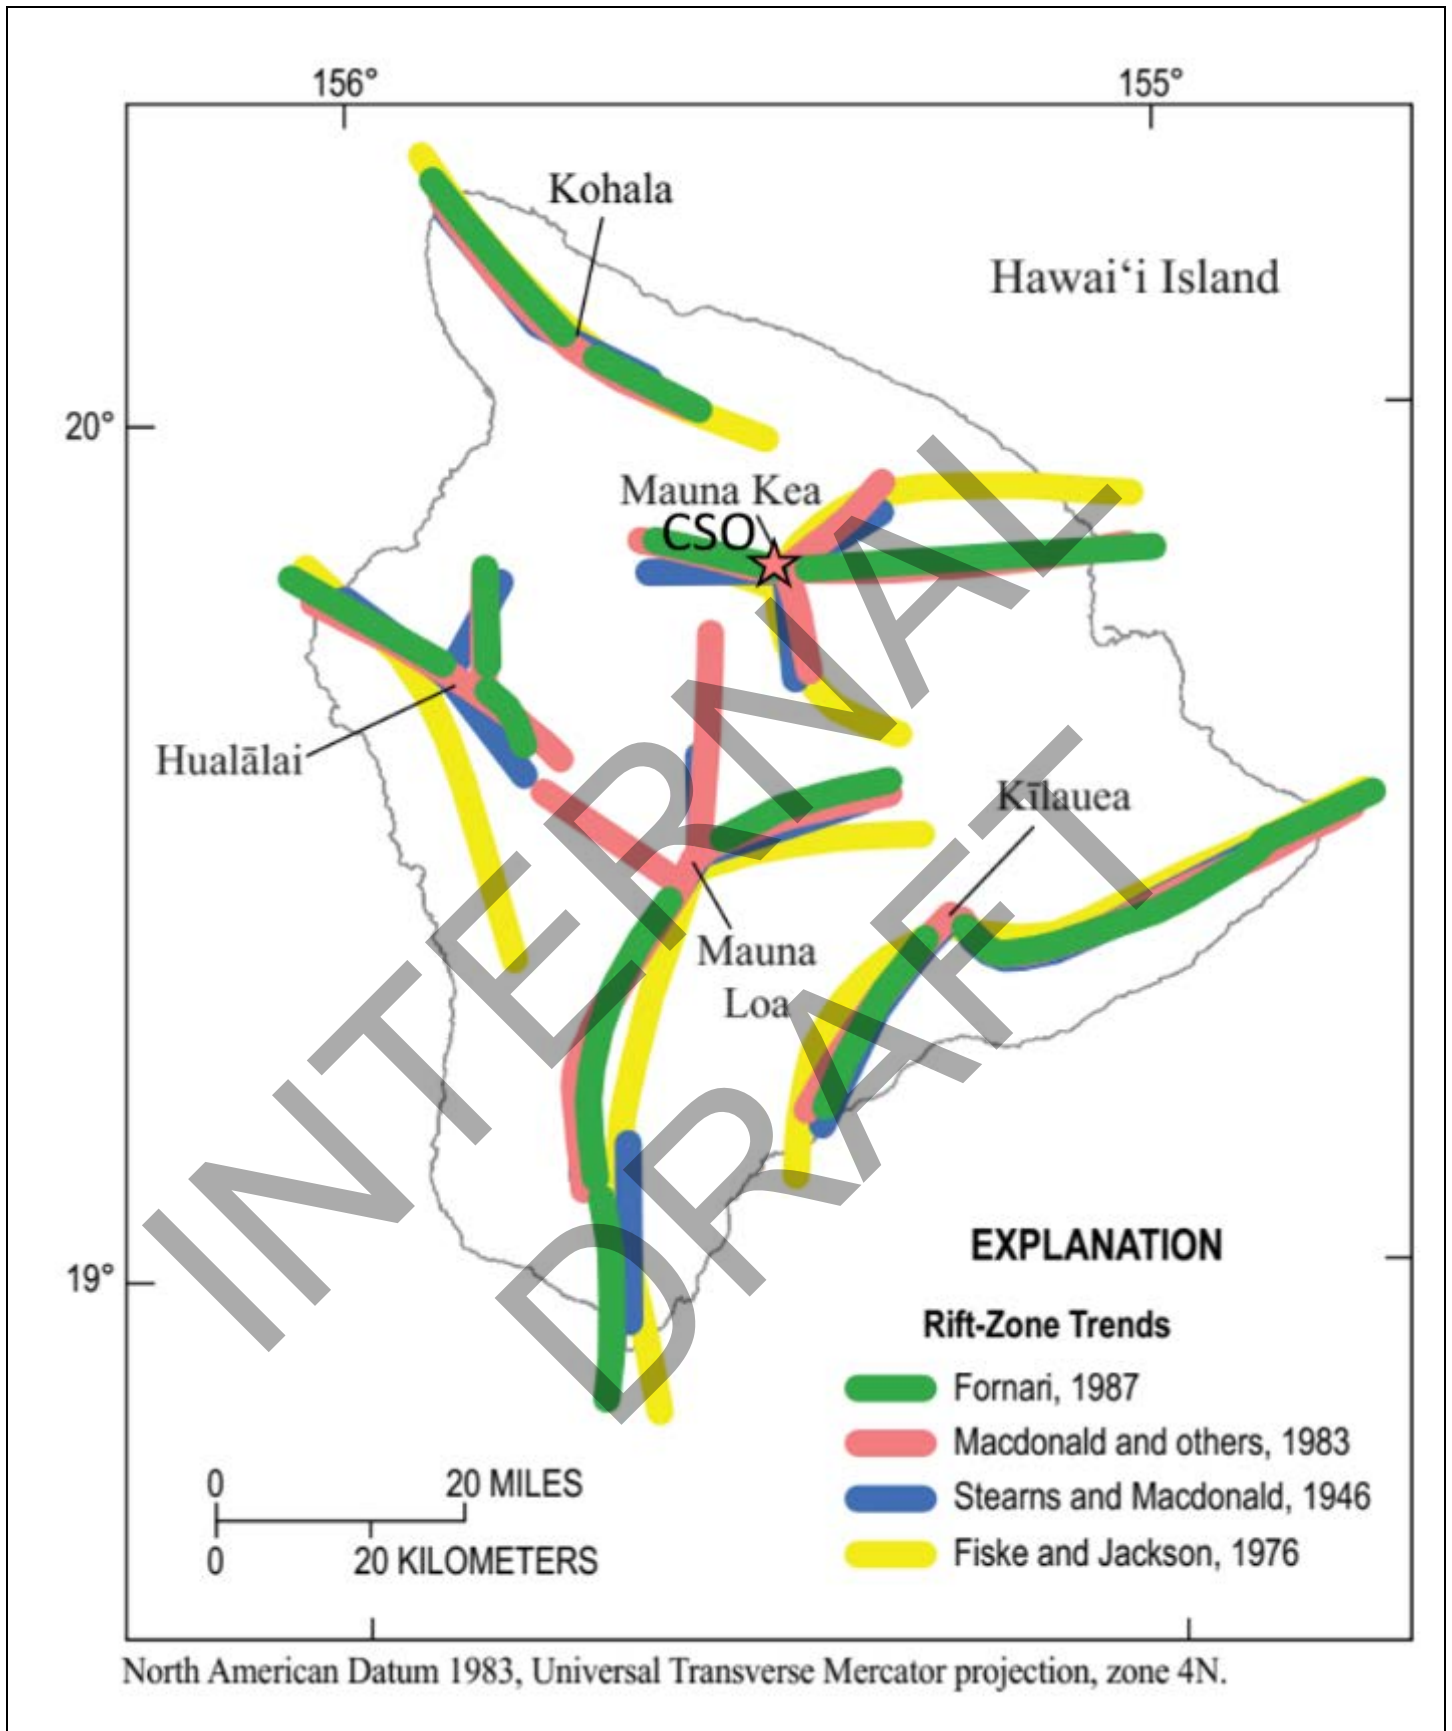 156°
155°
Kohala
Hawaiʻi Island
20°
Mauna Kea
CSO
Hualālai
Kīlauea
Mauna
Loa
19°
INTERNAL
DRAFT
EXPLANATION
Rift-Zone Trends
Fornari, 1987
Macdonald and others, 1983
Stearns and Macdonald, 1946
Fiske and Jackson, 1976
0 20 MILES
0 20 KILOMETERS
North American Datum 1983, Universal Transverse Mercator projection, zone 4N.